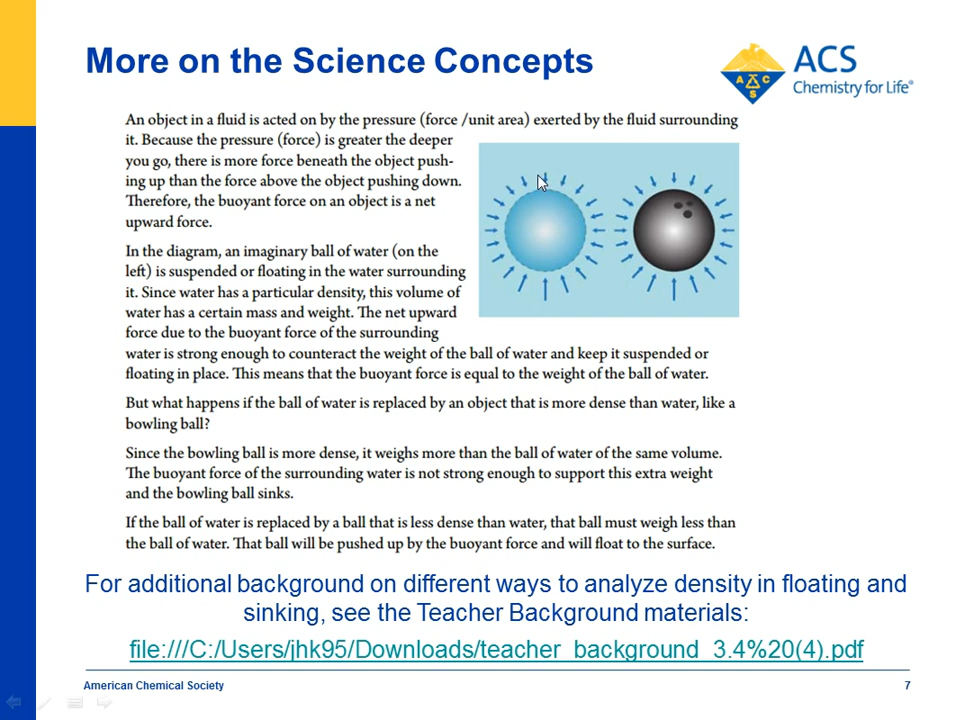 More on the Science Concepts
ACS
Chemistry for Life®
A C S
An object in a fluid is acted on by the pressure (force /unit area) exerted by the fluid surrounding
it. Because the pressure (force) is greater the deeper
you go, there is more force beneath the object push-
ing up than the force above the object pushing down.
Therefore, the buoyant force on an object is a net
upward force.
In the diagram, an imaginary ball of water (on the
left) is suspended or floating in the water surrounding
it. Since water has a particular density, this volume of
water has a certain mass and weight. The net upward
force due to the buoyant force of the surrounding
water is strong enough to counteract the weight of the ball of water and keep it suspended or
floating in place. This means that the buoyant force is equal to the weight of the ball of water.
But what happens if the ball of water is replaced by an object that is more dense than water, like a
bowling ball?
Since the bowling ball is more dense, it weighs more than the ball of water of the same volume.
The buoyant force of the surrounding water is not strong enough to support this extra weight
and the bowling ball sinks.
If the ball of water is replaced by a ball that is less dense than water, that ball must weigh less than
the ball of water. That ball will be pushed up by the buoyant force and will float to the surface.
For additional background on different ways to analyze density in floating and
sinking, see the Teacher Background materials:
file:///C:/Users/jhk95/Downloads/teacher_background_3.4%20(4).pdf
American Chemical Society
7